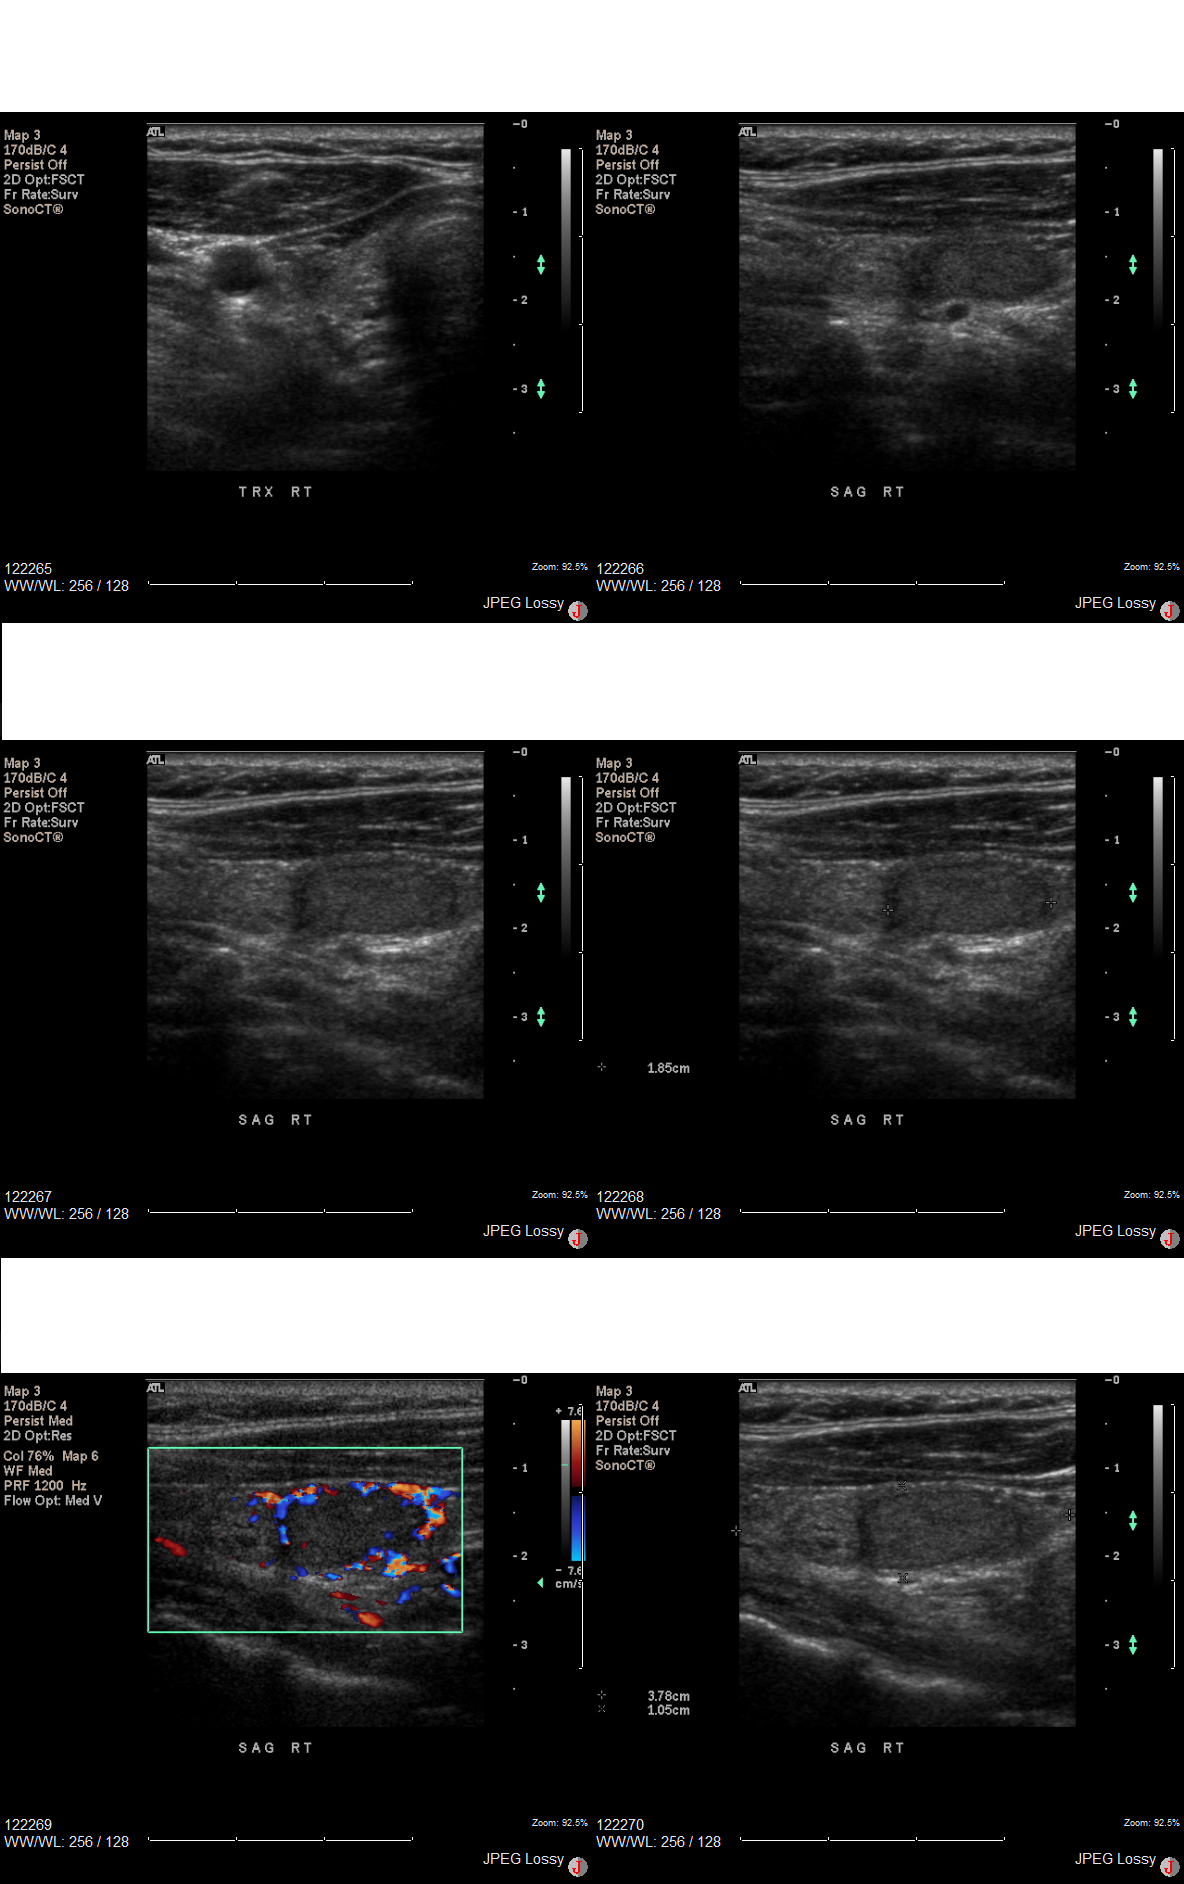 ATL
Map 3
170dB/C 4
Persist Off
2D Opt:FSCT
Fr Rate:Surv
SonoCT®
0
1
2
3
TRX RT
122265
WW/WL: 256 / 128
Zoom: 92.5%
JPEG Lossy
J
ATL
Map 3
170dB/C 4
Persist Off
2D Opt:FSCT
Fr Rate:Surv
SonoCT®
0
1
2
3
SAG RT
122266
WW/WL: 256 / 128
Zoom: 92.5%
JPEG Lossy
J
ATL
Map 3
170dB/C 4
Persist Off
2D Opt:FSCT
Fr Rate:Surv
SonoCT®
0
1
2
3
SAG RT
122267
WW/WL: 256 / 128
Zoom: 92.5%
JPEG Lossy
J
ATL
Map 3
170dB/C 4
Persist Off
2D Opt:FSCT
Fr Rate:Surv
SonoCT®
0
1
2
3
1.85cm
SAG RT
122268
WW/WL: 256 / 128
Zoom: 92.5%
JPEG Lossy
J
ATL
Map 3
170dB/C 4
Persist Med
2D Opt:Res
Col 76% Map 6
WF Med
PRF 1200 Hz
Flow Opt: Med V
0
+ 7.6
1
2
- 7.6
cm/s
3
SAG RT
122269
WW/WL: 256 / 128
Zoom: 92.5%
JPEG Lossy
J
ATL
Map 3
170dB/C 4
Persist Off
2D Opt:FSCT
Fr Rate:Surv
SonoCT®
0
1
2
3
3.78cm
1.05cm
SAG RT
122270
WW/WL: 256 / 128
Zoom: 92.5%
JPEG Lossy
J